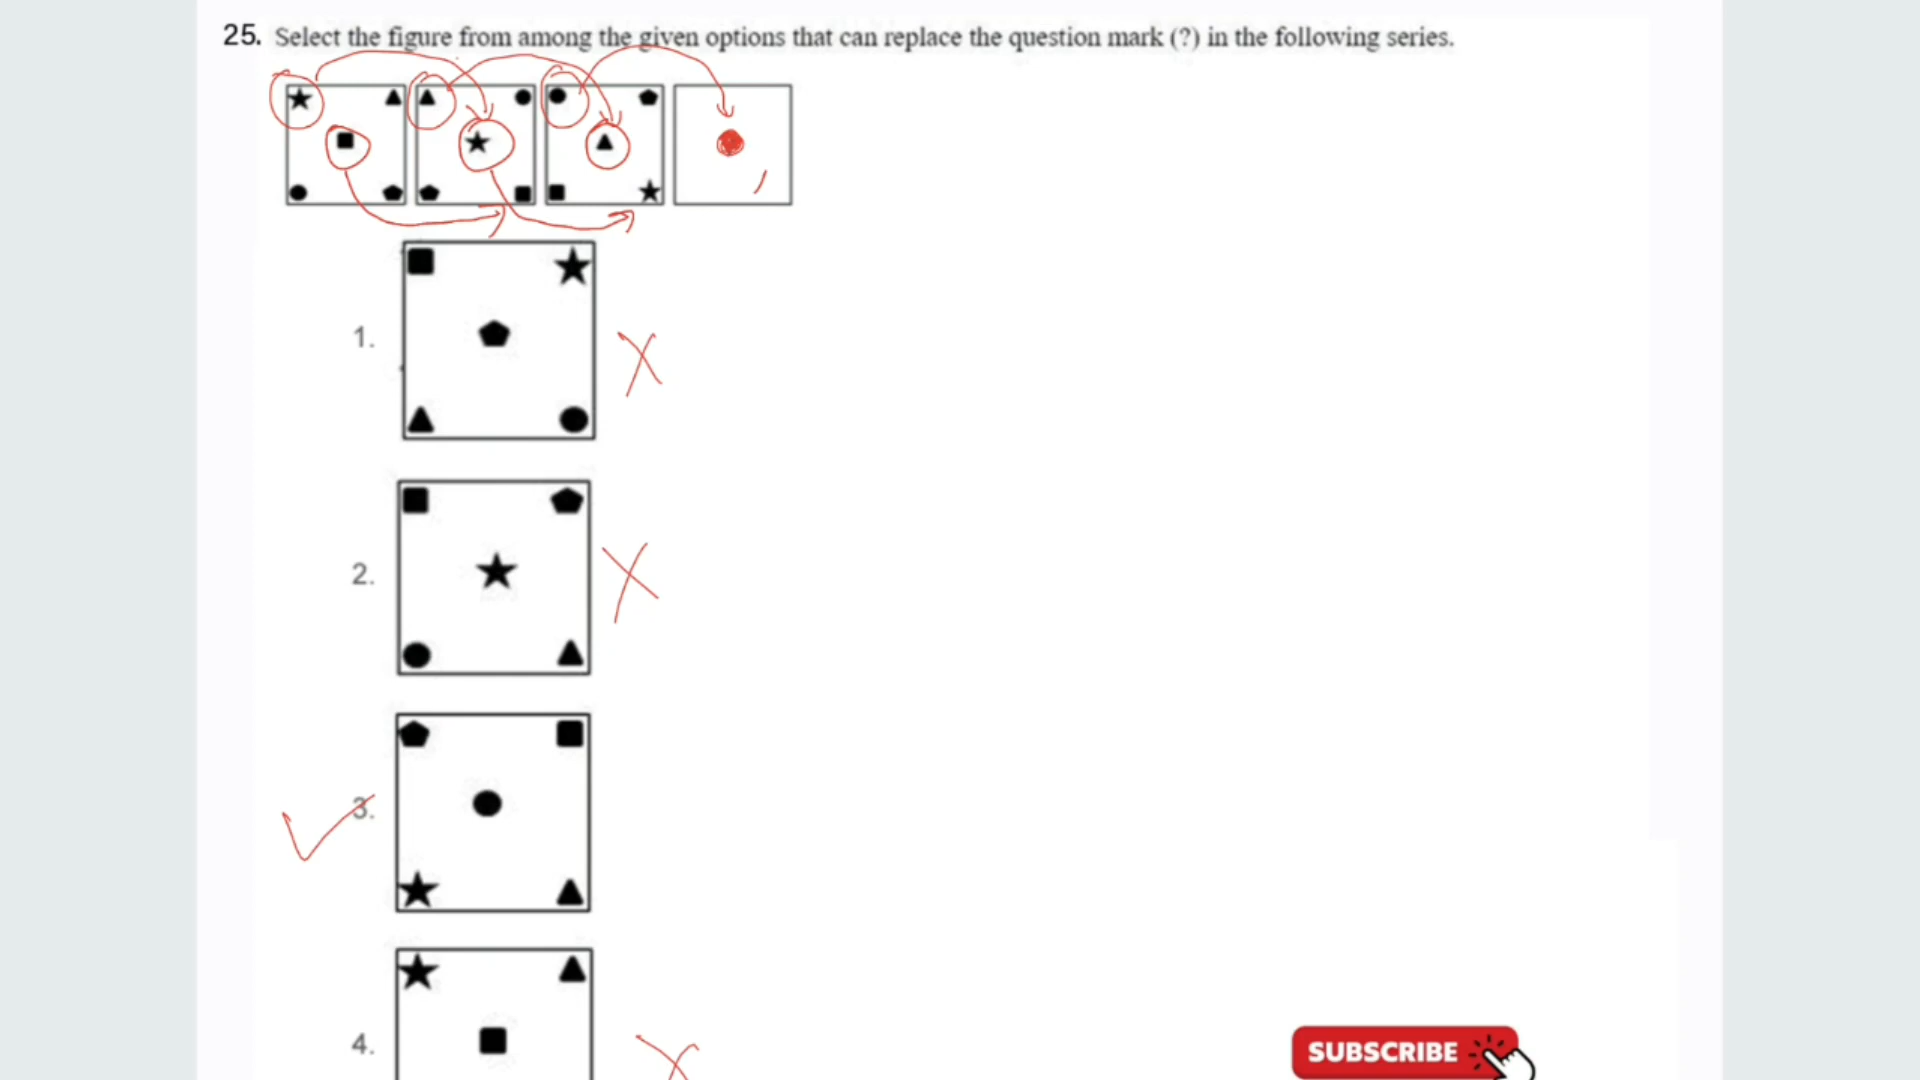 25. Select the figure from among the given options that can replace the question mark (?) in the following series.
1.
2.
3.
4.
SUBSCRIBE